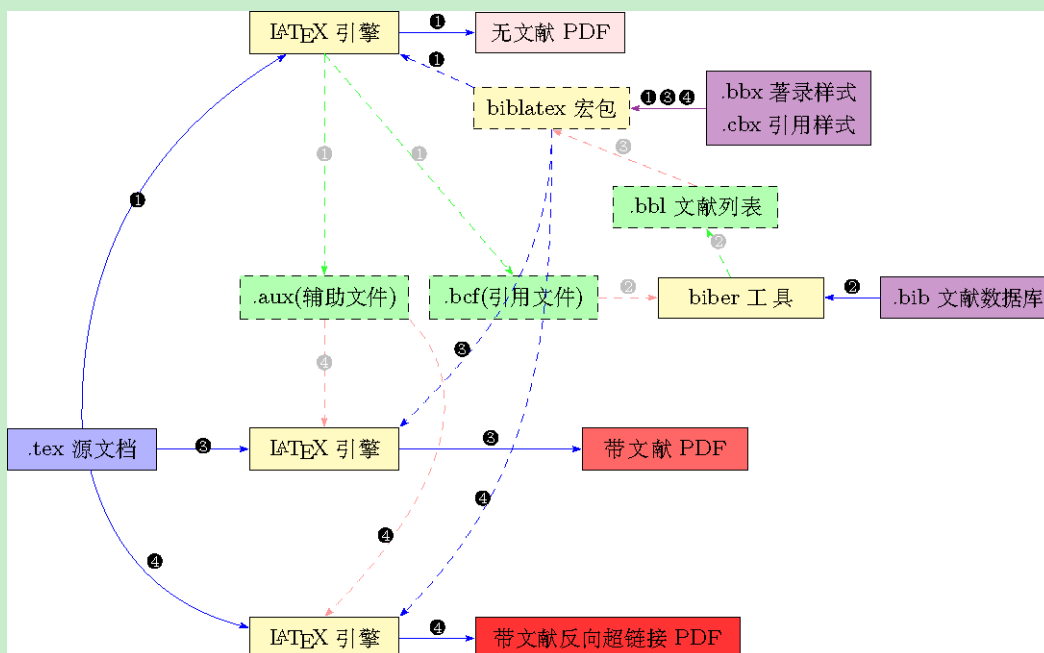 LATEX 引擎
❶
无文献 PDF
❶
biblatex 宏包
❶❸❹
.bbx 著录样式
.cbx 引用样式
❶
❶
❸
❶
.bbl 文献列表
❷
.aux(辅助文件)
.bcf(引用文件)
❷
biber 工具
❷
.bib 文献数据库
❹
❸
.tex 源文档
❸
LATEX 引擎
❸
带文献 PDF
❹
❹
❹
LATEX 引擎
❹
带文献反向超链接 PDF